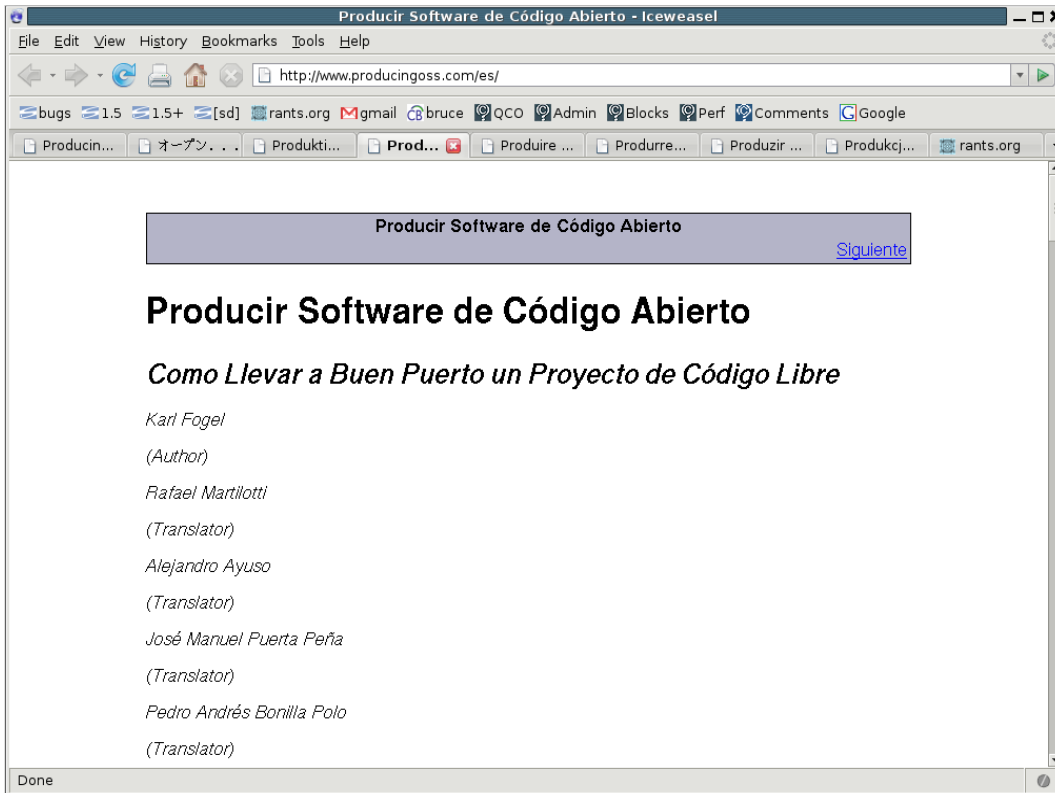 Producir Software de Código Abierto - Iceweasel
File Edit View History Bookmarks Tools Help
http://www.producingoss.com/es/
bugs 1.5 1.5+ [sd] rants.org gmail bruce QCO Admin Blocks Perf Comments Google
Producin... オープン... Produkti... Prod... Produire ... Produrre... Produzir ... Produkcj... rants.org
Producir Software de Código Abierto
Siguiente
Producir Software de Código Abierto
Como Llevar a Buen Puerto un Proyecto de Código Libre
Karl Fogel
(Author)
Rafael Martilotti
(Translator)
Alejandro Ayuso
(Translator)
José Manuel Puerta Peña
(Translator)
Pedro Andrés Bonilla Polo
(Translator)
Done